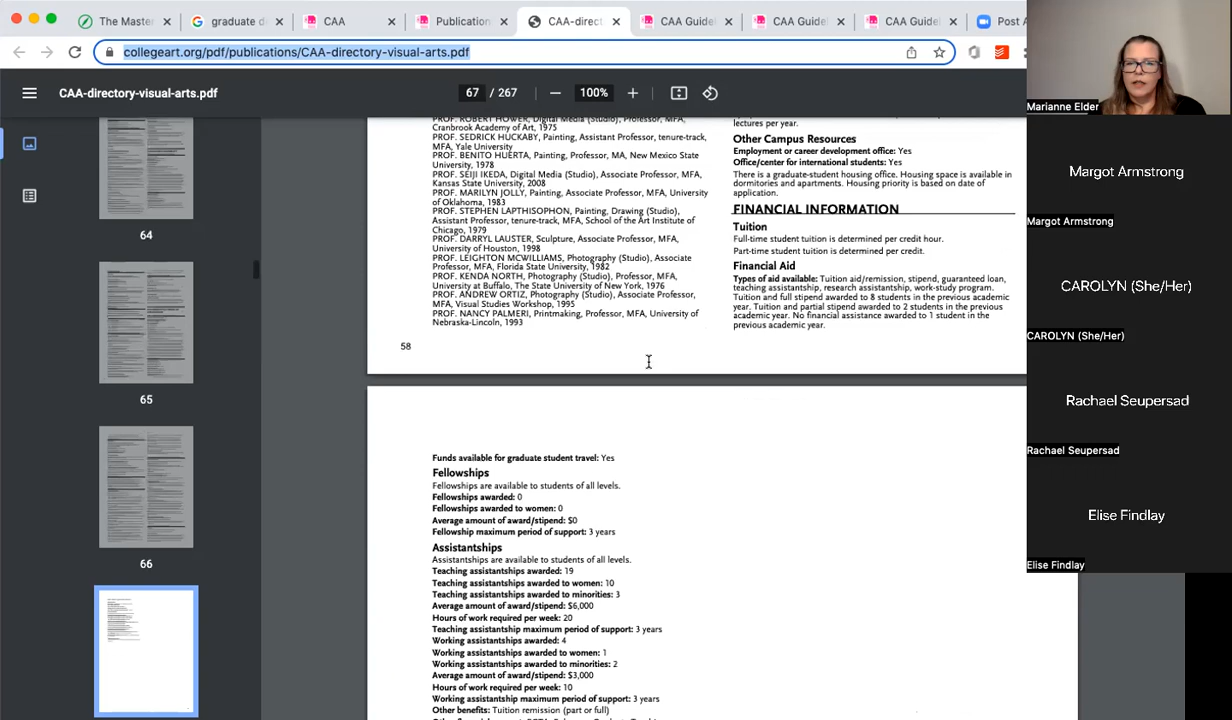 The Master
graduate di
CAA
Publication
CAA-direct
CAA Guidel
CAA Guidel
CAA Guidel
Post A
collegeart.org/pdf/publications/CAA-directory-visual-arts.pdf
CAA-directory-visual-arts.pdf
67 / 267
100%
64
65
66
PROF. ROBERT HOWER, Digital Media (Studio), Professor, MFA,
Cranbrook Academy of Art, 1975
PROF. SEDRICK HUCKABY, Painting, Assistant Professor, tenure-track,
MFA, Yale University
PROF. BENITO HUERTA, Painting, Professor, MA, New Mexico State
University, 1978
PROF. SEIJI IKEDA, Digital Media (Studio), Associate Professor, MFA,
Kansas State University, 2008
PROF. MARILYN JOLLY, Painting, Associate Professor, MFA, University
of Oklahoma, 1983
PROF. STEPHEN LAPTHISOPHON, Painting, Drawing (Studio),
Assistant Professor, tenure-track, MFA, School of the Art Institute of
Chicago, 1979
PROF. DARRYL LAUSTER, Sculpture, Associate Professor, MFA,
University of Houston, 1998
PROF. LEIGHTON MCWILLIAMS, Photography (Studio), Associate
Professor, MFA, Florida State University, 1982
PROF. KENDA NORTH, Photography (Studio), Professor, MFA,
University at Buffalo, The State University of New York, 1976
PROF. ANDREW ORTIZ, Photography (Studio), Associate Professor,
MFA, Visual Studies Workshop, 1995
PROF. NANCY PALMERI, Printmaking, Professor, MFA, University of
Nebraska-Lincoln, 1993
58
lectures per year.
Other Campus Resources
Employment or career development office: Yes
Office/center for international students: Yes
There is a graduate-student housing office. Housing space is available in
dormitories and apartments. Housing priority is based on date of
application.
FINANCIAL INFORMATION
Tuition
Full-time student tuition is determined per credit hour.
Part-time student tuition is determined per credit.
Financial Aid
Types of aid available: Tuition aid/remission, stipend, guaranteed loan,
teaching assistantship, research assistantship, work-study program.
Tuition and full stipend awarded to 8 students in the previous academic
year. Tuition and partial stipend awarded to 2 students in the previous
academic year. No financial assistance awarded to 1 student in the
previous academic year.
Funds available for graduate student travel: Yes
Fellowships
Fellowships are available to students of all levels.
Fellowships awarded: 0
Fellowships awarded to women: 0
Average amount of award/stipend: $0
Fellowship maximum period of support: 3 years
Assistantships
Assistantships are available to students of all levels.
Teaching assistantships awarded: 19
Teaching assistantships awarded to women: 10
Teaching assistantships awarded to minorities: 3
Average amount of award/stipend: $6,000
Hours of work required per week: 20
Teaching assistantship maximum period of support: 3 years
Working assistantships awarded: 4
Working assistantships awarded to women: 1
Working assistantships awarded to minorities: 2
Average amount of award/stipend: $3,000
Hours of work required per week: 10
Working assistantship maximum period of support: 3 years
Other benefits: Tuition remission (part or full)
Marianne Elder
Margot Armstrong
Margot Armstrong
CAROLYN (She/Her)
CAROLYN (She/Her)
Rachael Seupersad
Rachael Seupersad
Elise Findlay
Elise Findlay